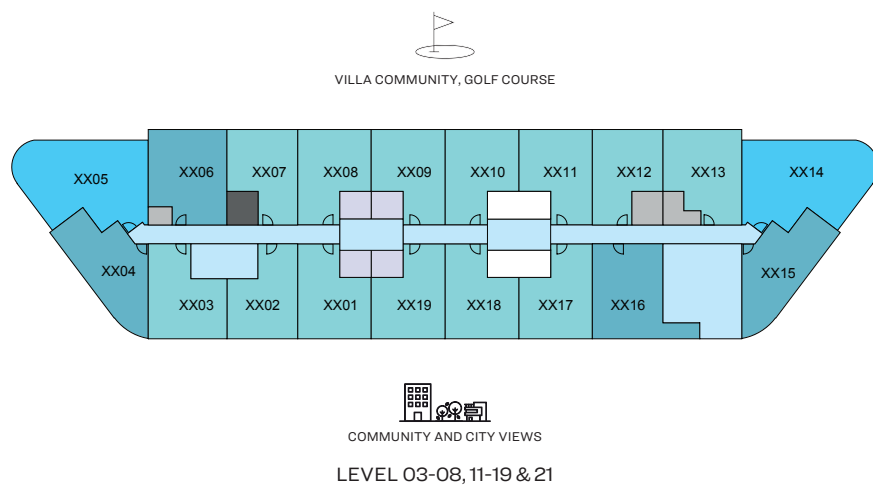 VILLA COMMUNITY, GOLF COURSE
XX05
XX06
XX07
XX08
XX09
XX10
XX11
XX12
XX13
XX14
XX04
XX03
XX02
XX01
XX19
XX18
XX17
XX16
XX15
COMMUNITY AND CITY VIEWS
LEVEL 03-08, 11-19 & 21